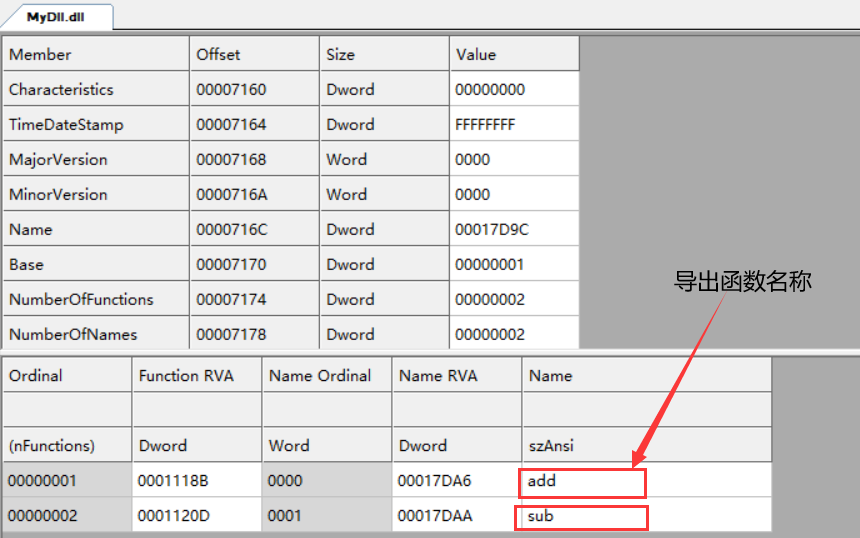 MyDll.dll
Member Offset Size Value
Characteristics 00007160 Dword 00000000
TimeDateStamp 00007164 Dword FFFFFFFF
MajorVersion 00007168 Word 0000
MinorVersion 0000716A Word 0000
Name 0000716C Dword 00017D9C
Base 00007170 Dword 00000001
导出函数名称
NumberOfFunctions 00007174 Dword 00000002
NumberOfNames 00007178 Dword 00000002
Ordinal Function RVA Name Ordinal Name RVA Name
(nFunctions) Dword Word Dword szAnsi
00000001 0001118B 0000 00017DA6 add
00000002 0001120D 0001 00017DAA sub